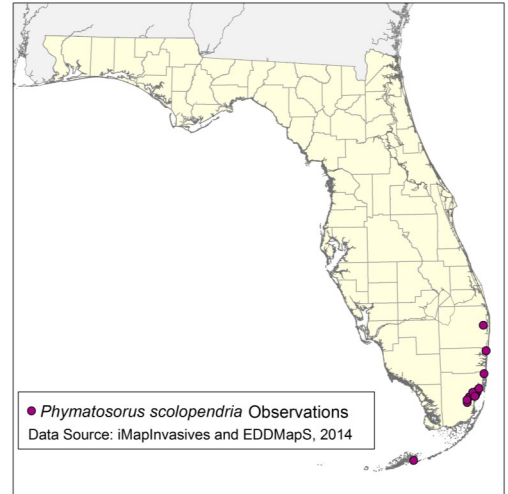 Phymatosorus scolopendria Observations
Data Source: iMapInvasives and EDDMapS, 2014